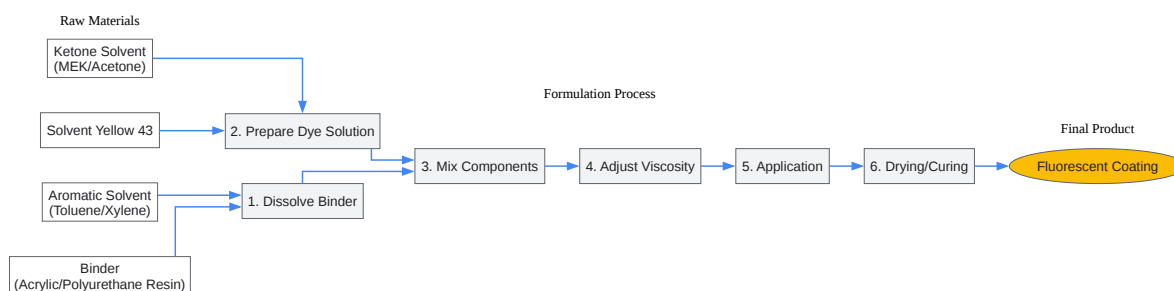 Raw Materials
Ketone Solvent
(MEK/Acetone)
Formulation Process
Solvent Yellow 43
2. Prepare Dye Solution
Final Product
3. Mix Components
4. Adjust Viscosity
5. Application
6. Drying/Curing
Fluorescent Coating
Aromatic Solvent
(Toluene/Xylene)
1. Dissolve Binder
Binder
(Acrylic/Polyurethane Resin)